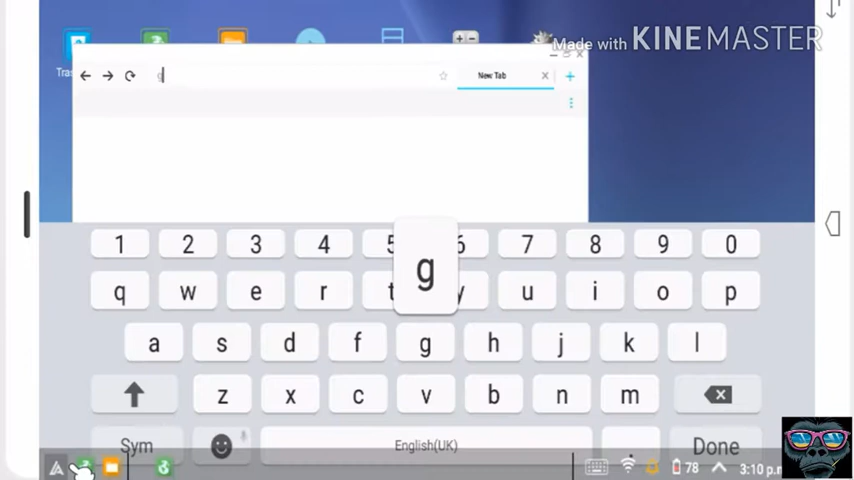 Made with KINEMASTER
Tra
g
New Tab
1 2 3 4 5 6 7 8 9 0
g
q w e r t y u i o p
a s d f g h j k l
z x c v b n m
Sym
English(UK)
Done
78
3:10 p.m